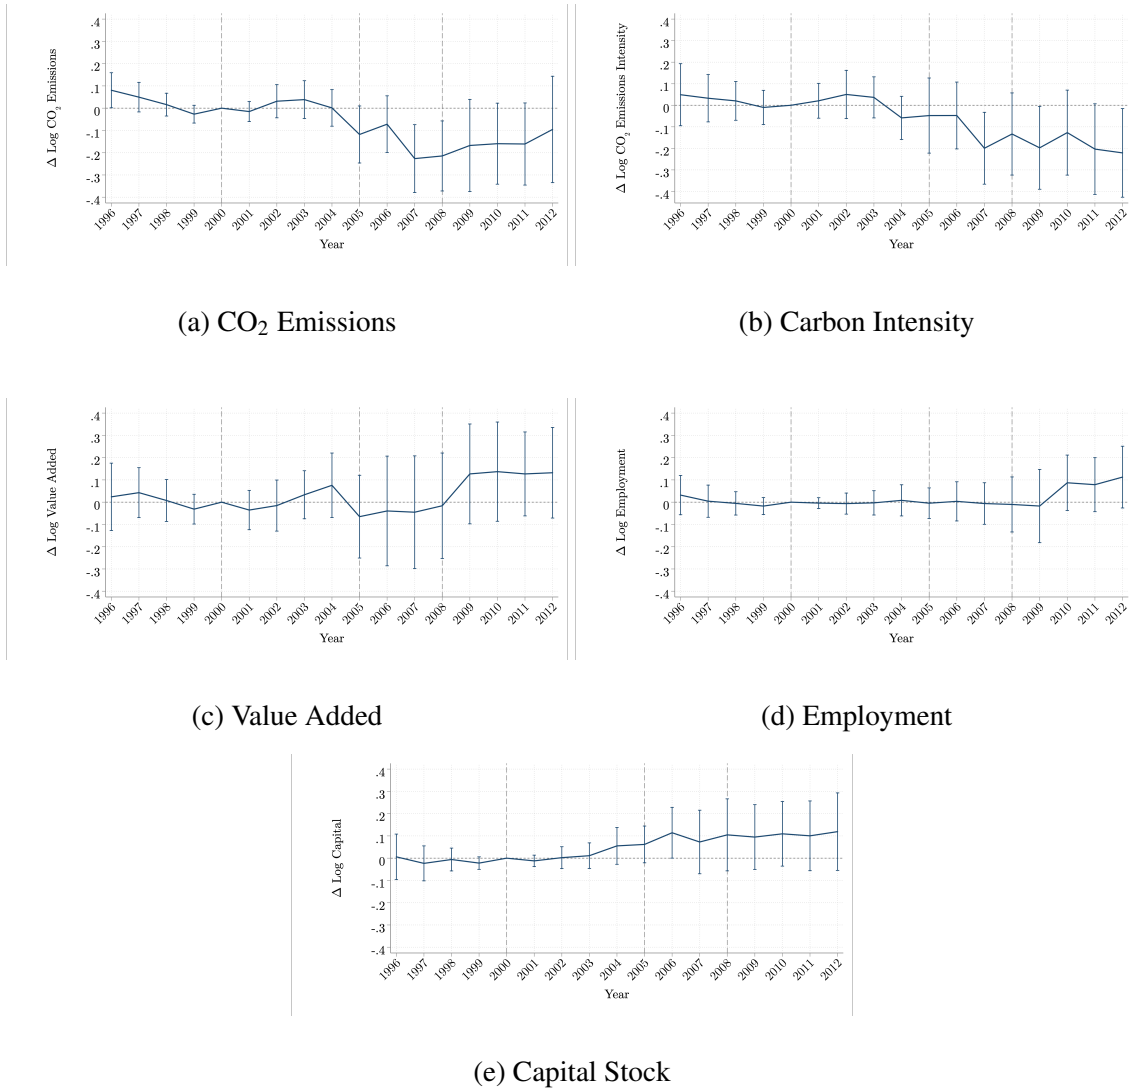 Δ Log CO₂ Emissions
.4
.3
.2
.1
0
-.1
-.2
-.3
-.4
1996 1997 1998 1999 2000 2001 2002 2003 2004 2005 2006 2007 2008 2009 2010 2011 2012
Year
(a) CO₂ Emissions
Δ Log CO₂ Emissions Intensity
.4
.3
.2
.1
0
-.1
-.2
-.3
-.4
1996 1997 1998 1999 2000 2001 2002 2003 2004 2005 2006 2007 2008 2009 2010 2011 2012
Year
(b) Carbon Intensity
Δ Log Value Added
.4
.3
.2
.1
0
-.1
-.2
-.3
-.4
1996 1997 1998 1999 2000 2001 2002 2003 2004 2005 2006 2007 2008 2009 2010 2011 2012
Year
(c) Value Added
Δ Log Employment
.4
.3
.2
.1
0
-.1
-.2
-.3
-.4
1996 1997 1998 1999 2000 2001 2002 2003 2004 2005 2006 2007 2008 2009 2010 2011 2012
Year
(d) Employment
Δ Log Capital
.4
.3
.2
.1
0
-.1
-.2
-.3
-.4
1996 1997 1998 1999 2000 2001 2002 2003 2004 2005 2006 2007 2008 2009 2010 2011 2012
Year
(e) Capital Stock